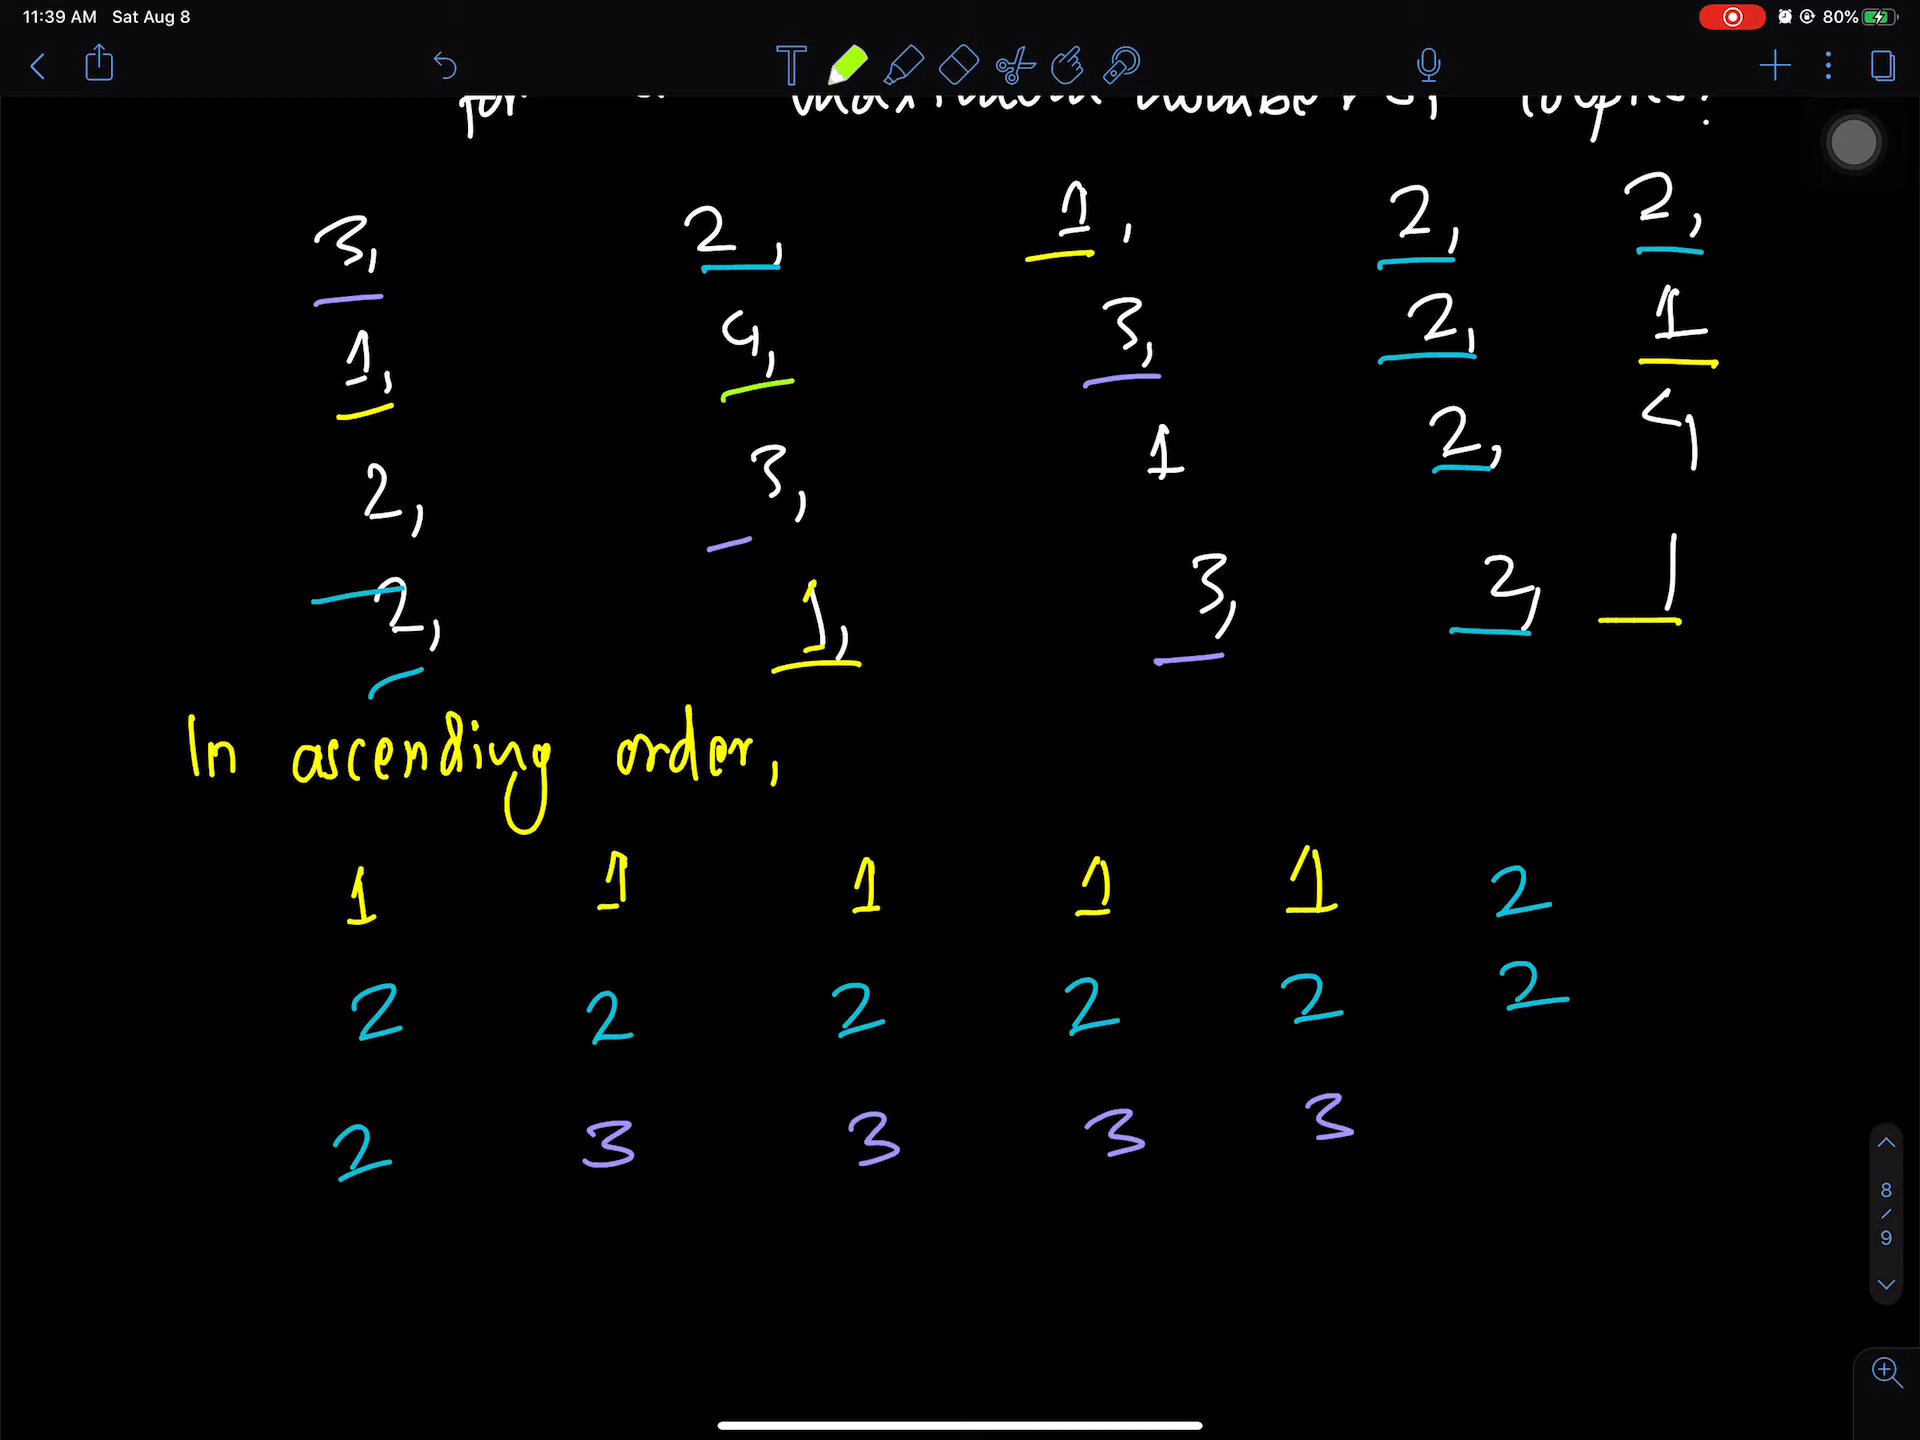 11:39 AM Sat Aug 8 80%
T
for number
3, 2, 1, 2, 2,
1, 4, 3, 2, 1
2, 3, 1 2, 4
2, 1, 3, 2, 1
In ascending order,
1 1 1 1 1 2
2 2 2 2 2 2
2 3 3 3 3
8
/
9